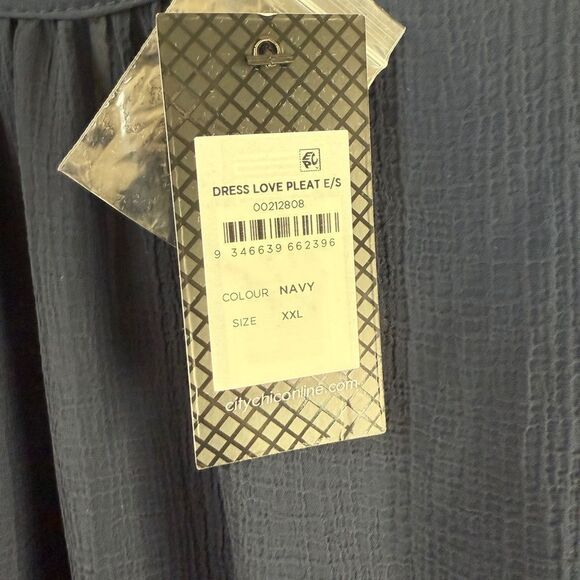 DRESS LOVE PLEAT E/S
00212808
9 346639 662396
COLOUR NAVY
SIZE XXL
citychiconline.com